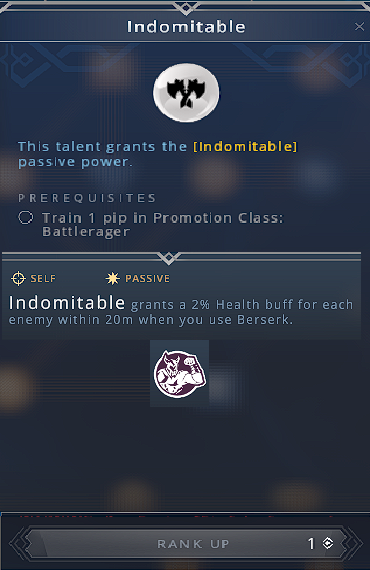 Indomitable
This talent grants the [Indomitable]
passive power.
PREREQUISITES
Train 1 pip in Promotion Class:
Battlerager
SELF PASSIVE
Indomitable grants a 2% Health buff for each
enemy within 20m when you use Berserk.
RANK UP 1